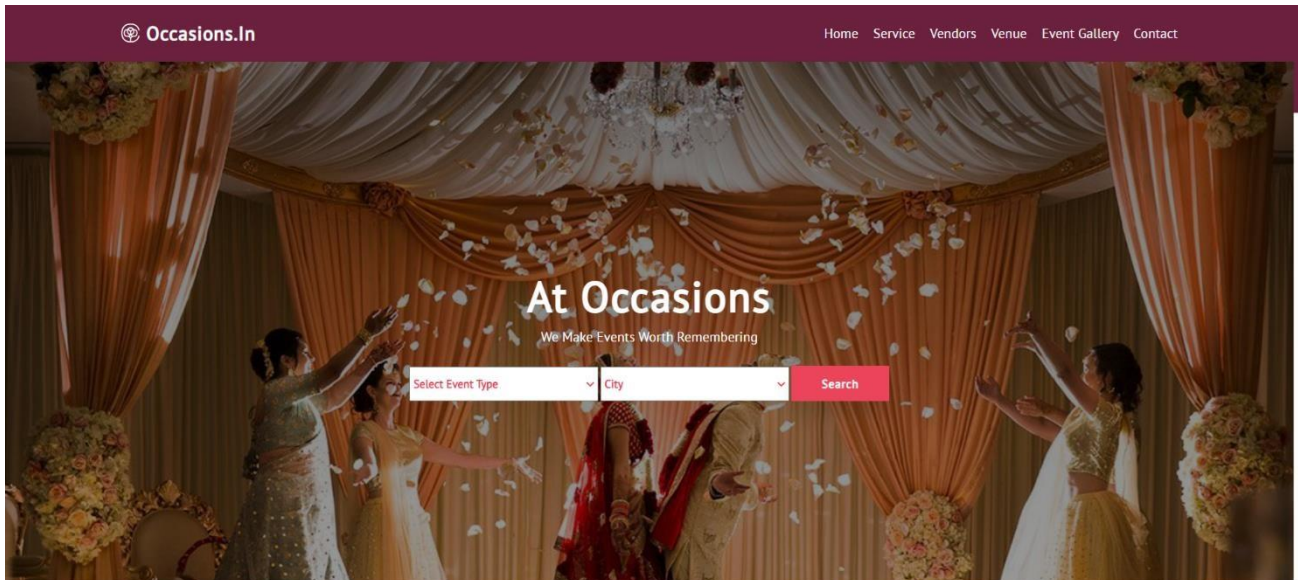 Occasions.In
Home Service Vendors Venue Event Gallery Contact
At Occasions
We Make Events Worth Remembering
Select Event Type
City
Search